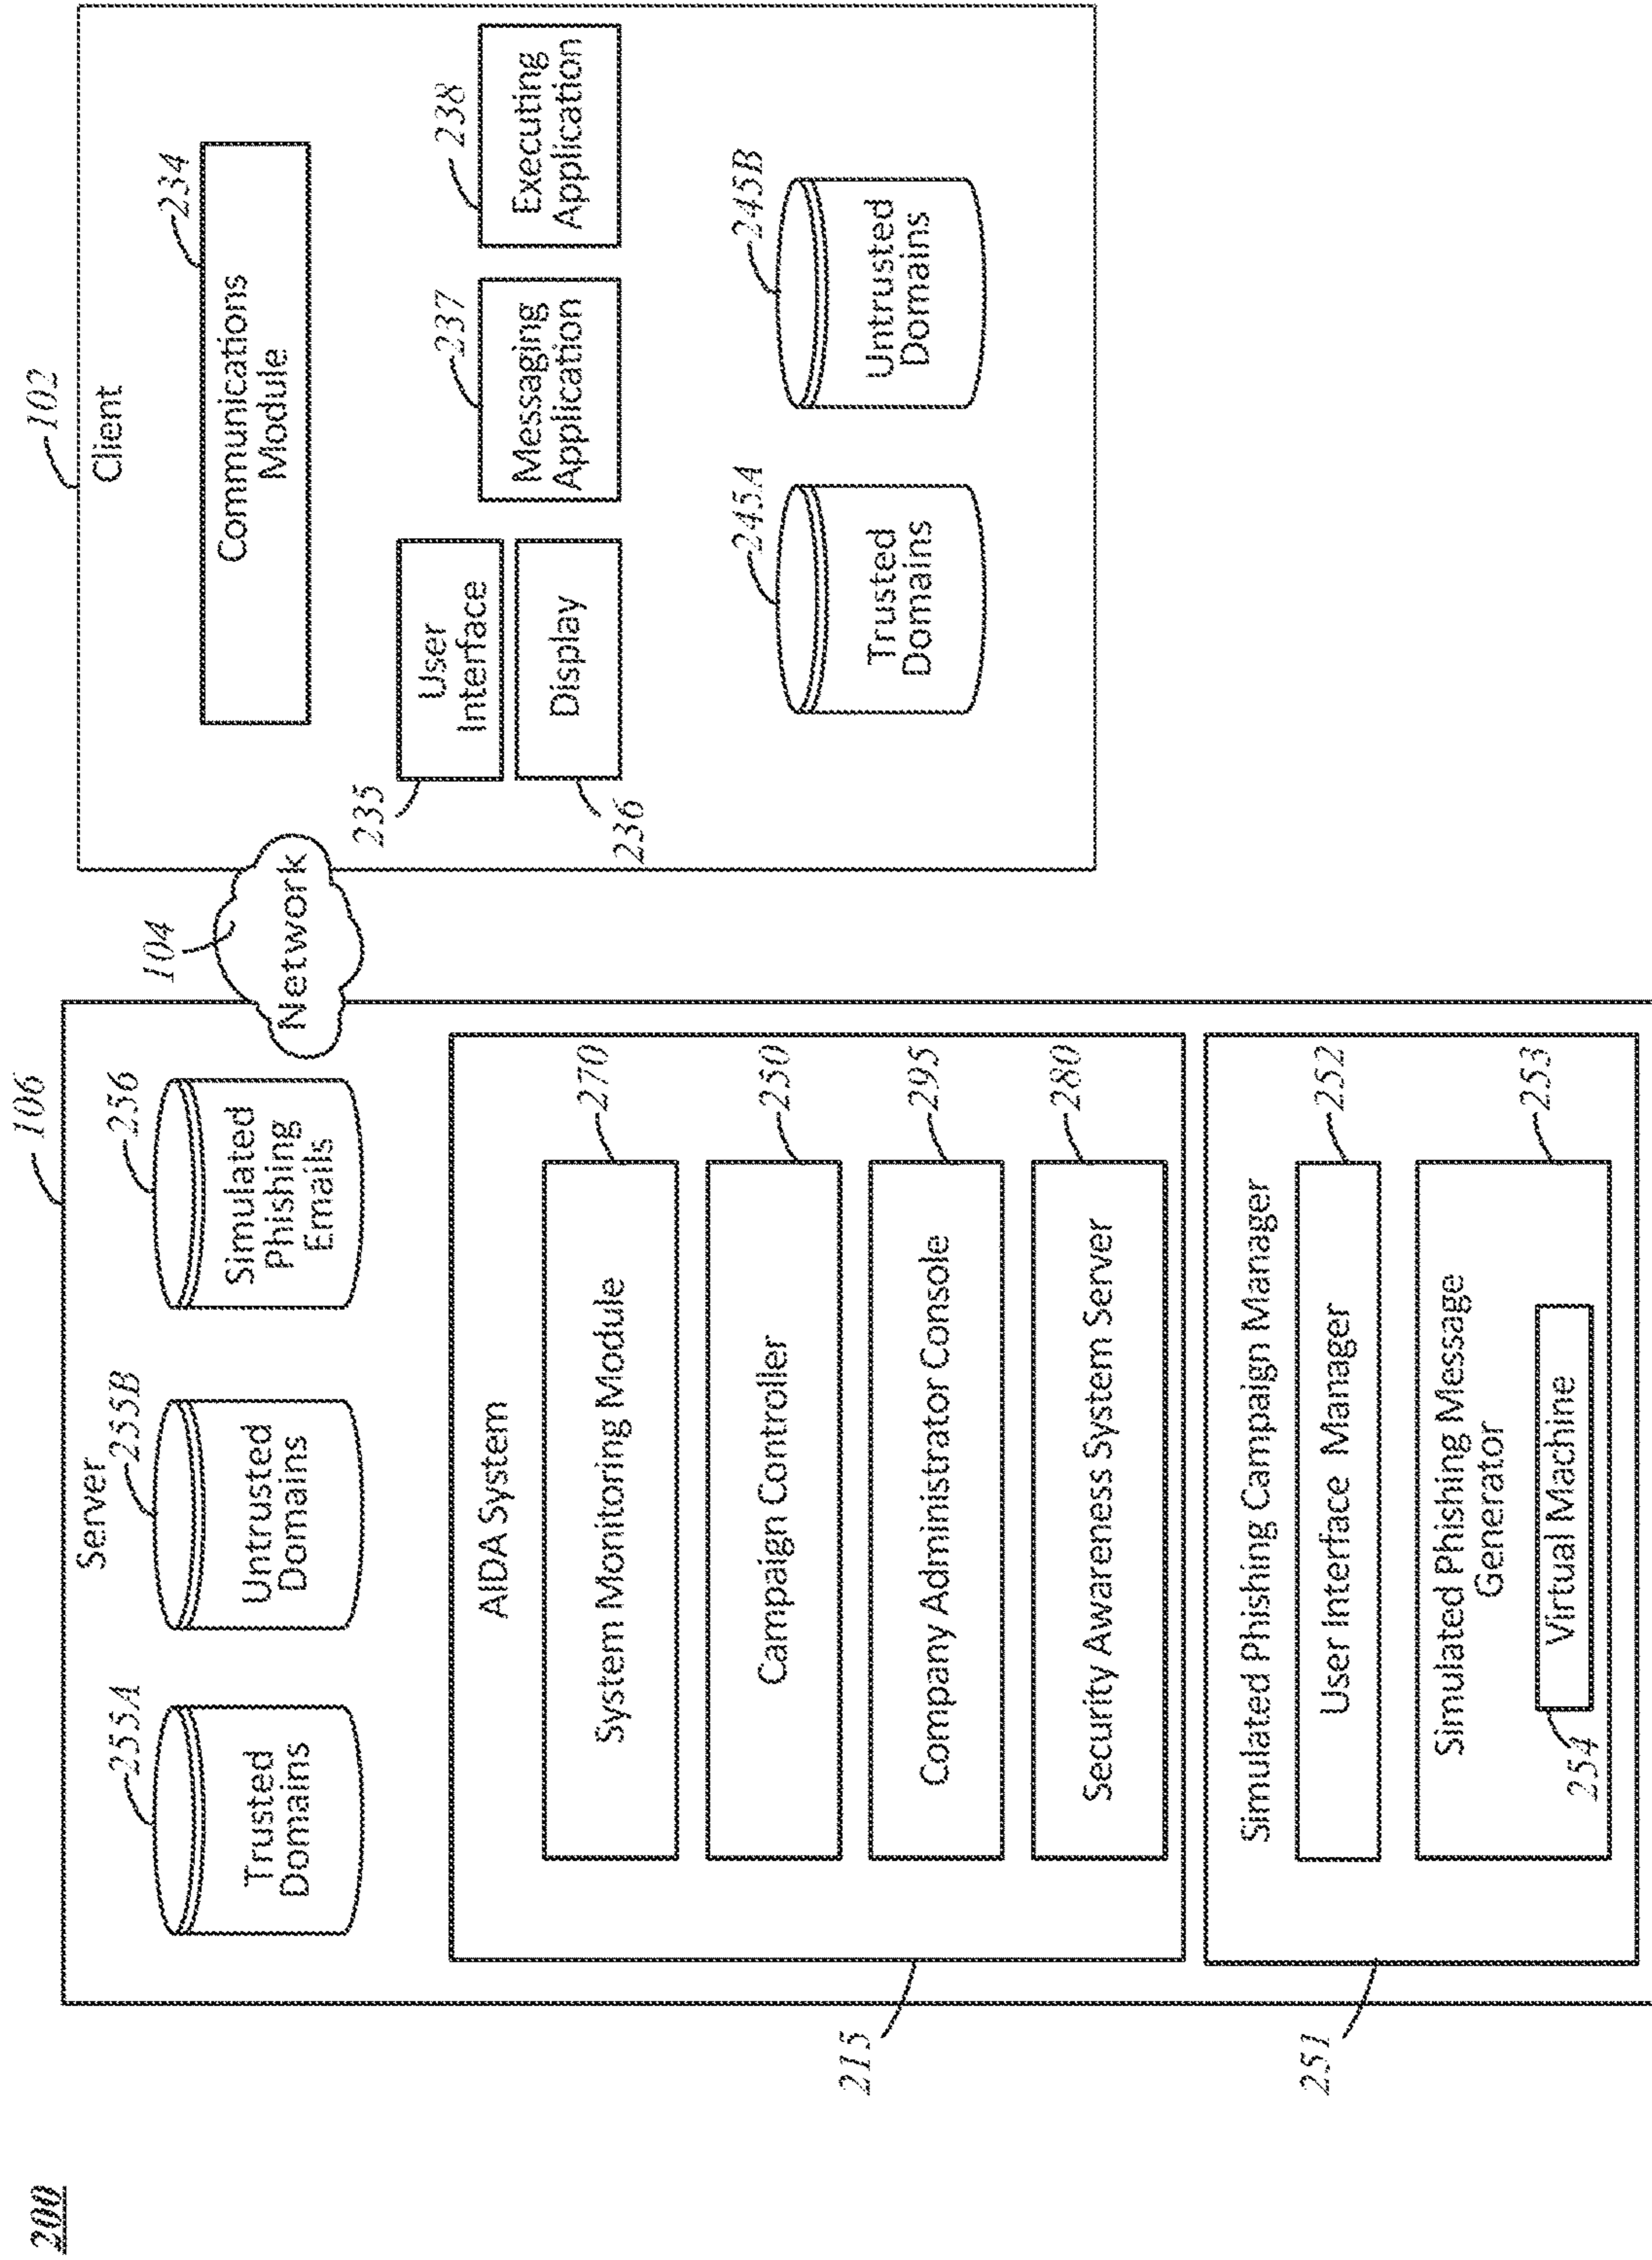 200
106
Server
255A
Trusted
Domains
255B
Untrusted
Domains
256
Simulated
Phishing
Emails
AIDA System
System Monitoring Module
270
Campaign Controller
250
Company Administrator Console
295
Security Awareness System Server
280
215
Simulated Phishing Campaign Manager
User Interface Manager
252
Simulated Phishing Message
Generator
253
Virtual Machine
254
251
104
Network
102
Client
234
Communications
Module
235
User
Interface
Display
236
237
Messaging
Application
238
Executing
Application
245A
Trusted
Domains
245B
Untrusted
Domains